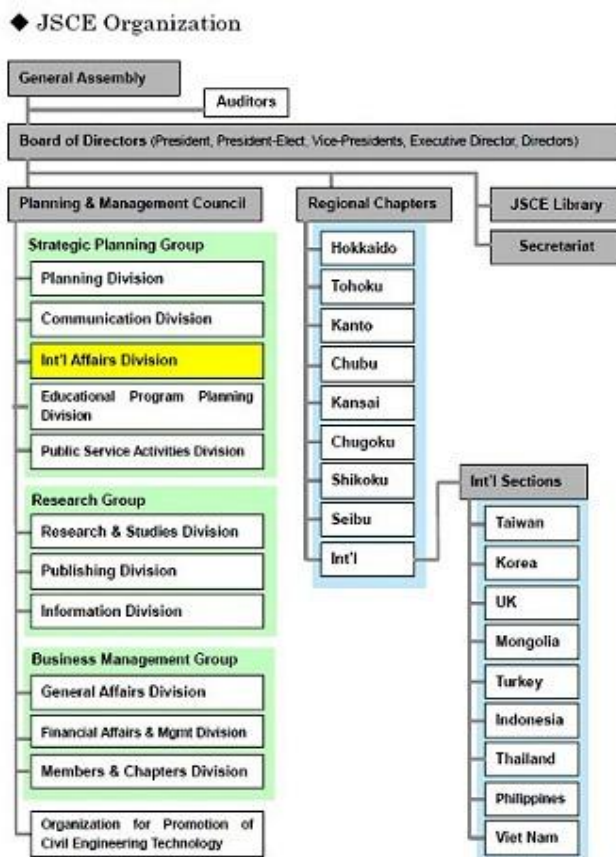 ◆ JSCE Organization
General Assembly
Auditors
Board of Directors (President, President-Elect, Vice-Presidents, Executive Director, Directors)
Planning & Management Council
Strategic Planning Group
Planning Division
Communication Division
Int'l Affairs Division
Educational Program Planning
Division
Public Service Activities Division
Research Group
Research & Studies Division
Publishing Division
Information Division
Business Management Group
General Affairs Division
Financial Affairs & Mgmt Division
Members & Chapters Division
Organization for Promotion of
Civil Engineering Technology
Regional Chapters
Hokkaido
Tohoku
Kanto
Chubu
Kansai
Chugoku
Shikoku
Seibu
Int'l
JSCE Library
Secretariat
Int'l Sections
Taiwan
Korea
UK
Mongolia
Turkey
Indonesia
Thailand
Philippines
Viet Nam